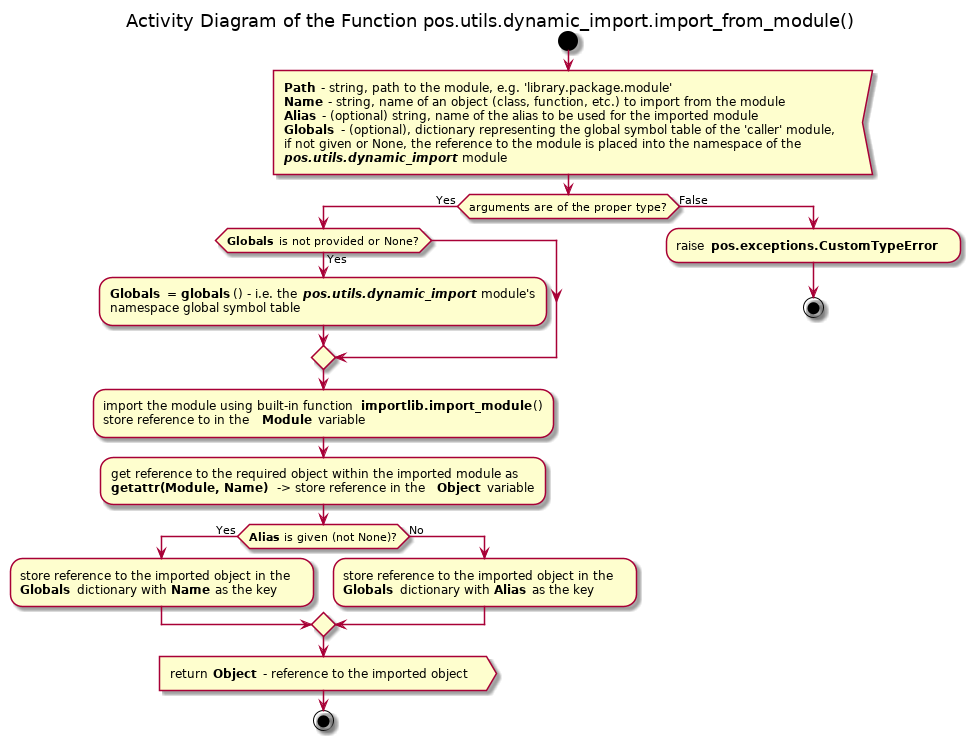 Activity Diagram of the Function pos.utils.dynamic_import.import_from_module()
Path - string, path to the module, e.g. 'library.package.module'
Name - string, name of an object (class, function, etc.) to import from the module
Alias - (optional) string, name of the alias to be used for the imported module
Globals - (optional), dictionary representing the global symbol table of the 'caller' module,
if not given or None, the reference to the module is placed into the namespace of the
pos.utils.dynamic_import module
Yes
arguments are of the proper type?
False
Globals is not provided or None?
raise pos.exceptions.CustomTypeError
Yes
Globals = globals() - i.e. the pos.utils.dynamic_import module's
namespace global symbol table
import the module using built-in function importlib.import_module()
store reference to in the Module variable
get reference to the required object within the imported module as
getattr(Module, Name) -> store reference in the Object variable
Yes
Alias is given (not None)?
No
store reference to the imported object in the
Globals dictionary with Name as the key
store reference to the imported object in the
Globals dictionary with Alias as the key
return Object - reference to the imported object